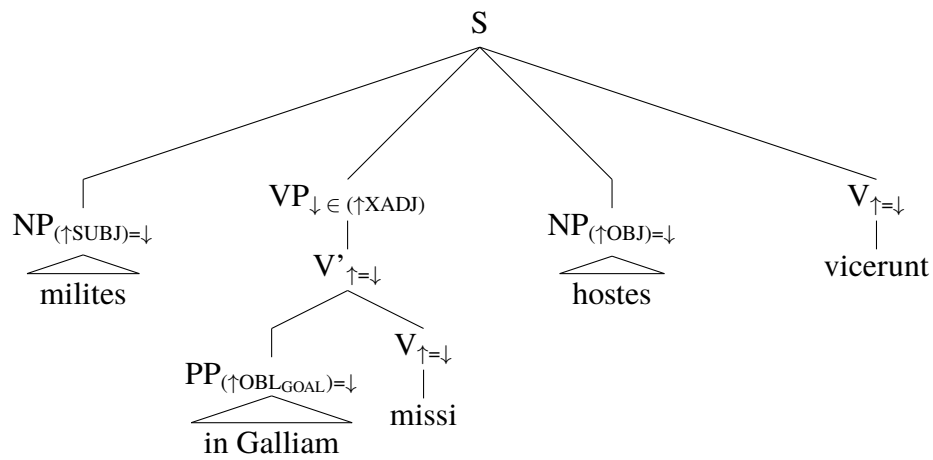 S
NP(↑SUBJ)=↓ VP↓ ∈ (↑XADJ) NP(↑OBJ)=↓ V↑=↓
milites V’↑=↓ hostes vicerunt
PP(↑OBLGOAL)=↓ V↑=↓
in Galliam missi